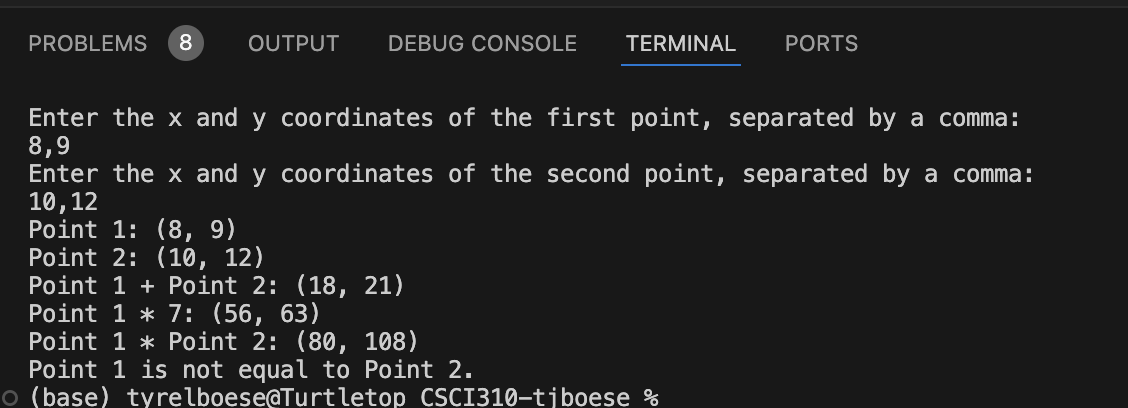 PROBLEMS 8 OUTPUT DEBUG CONSOLE TERMINAL PORTS
Enter the x and y coordinates of the first point, separated by a comma:
8,9
Enter the x and y coordinates of the second point, separated by a comma:
10,12
Point 1: (8, 9)
Point 2: (10, 12)
Point 1 + Point 2: (18, 21)
Point 1 * 7: (56, 63)
Point 1 * Point 2: (80, 108)
Point 1 is not equal to Point 2.
(base) tyrelboese@Turtletop CSCI310-tjboese %